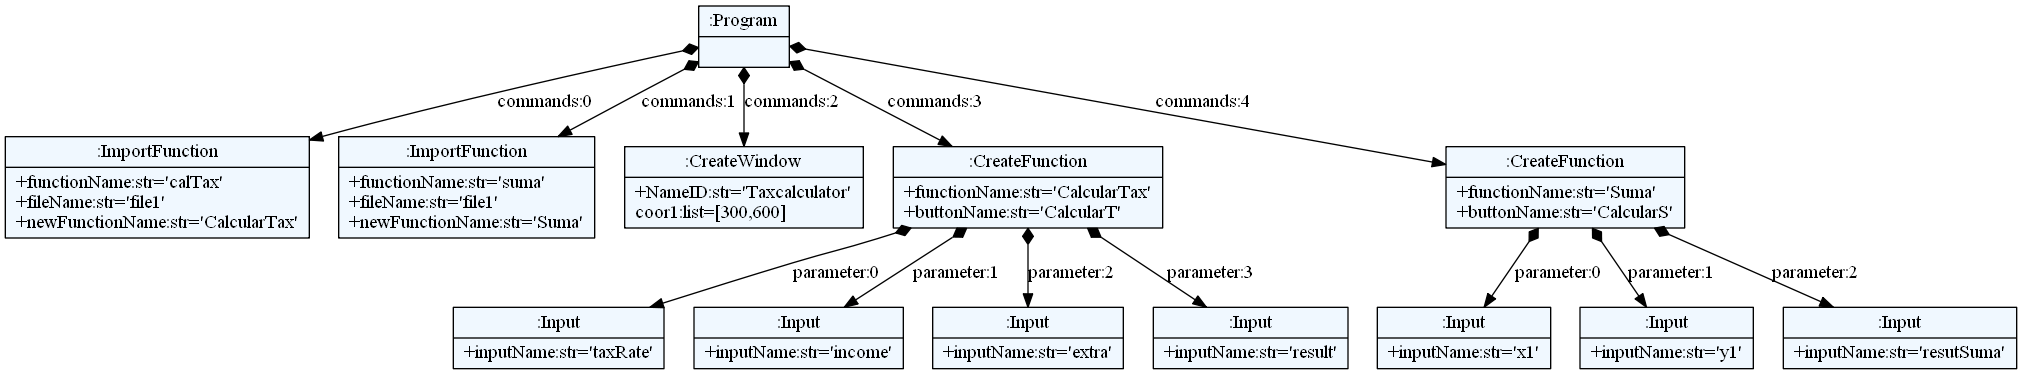 :Program
commands:0
commands:1
commands:2
commands:3
commands:4
:ImportFunction
+functionName:str='calTax'
+fileName:str='file1'
+newFunctionName:str='CalcularTax'
:ImportFunction
+functionName:str='suma'
+fileName:str='file1'
+newFunctionName:str='Suma'
:CreateWindow
+NameID:str='Taxcalculator'
coor1:list=[300,600]
:CreateFunction
+functionName:str='CalcularTax'
+buttonName:str='CalcularT'
:CreateFunction
+functionName:str='Suma'
+buttonName:str='CalcularS'
parameter:0
parameter:1
parameter:2
parameter:3
parameter:0
parameter:1
parameter:2
:Input
+inputName:str='taxRate'
:Input
+inputName:str='income'
:Input
+inputName:str='extra'
:Input
+inputName:str='result'
:Input
+inputName:str='x1'
:Input
+inputName:str='y1'
:Input
+inputName:str='resutSuma'